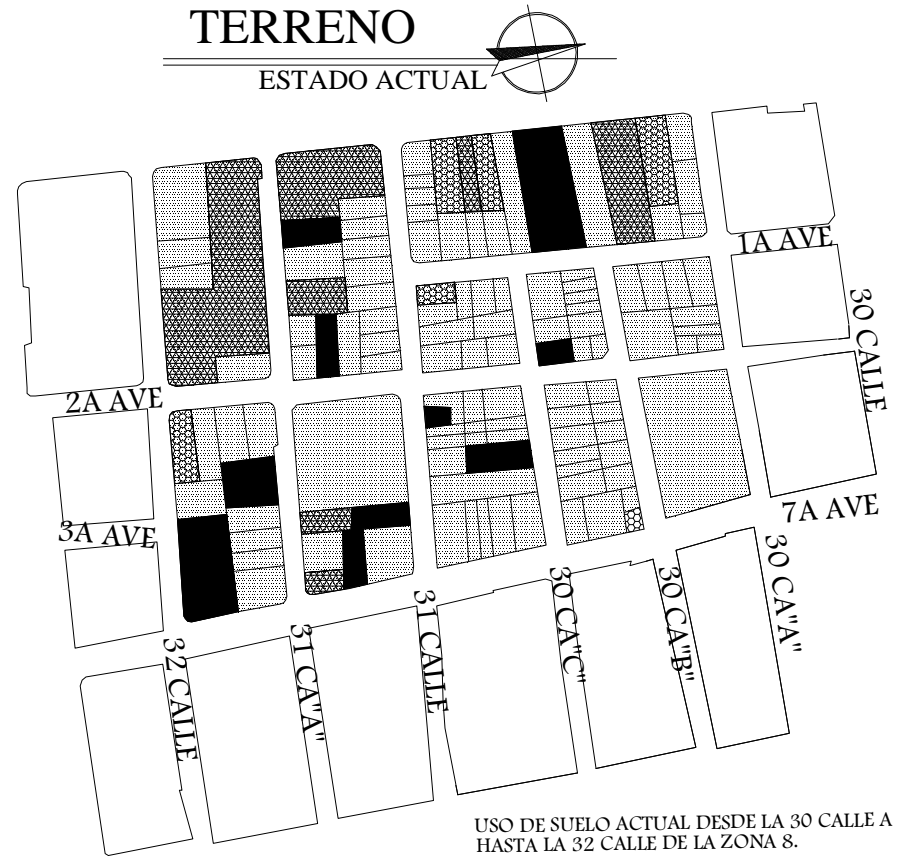 TERRENO
ESTADO ACTUAL
1A AVE
30 CALLE
2A AVE
7A AVE
3A AVE
30 CA"A"
30 CA"B"
30 CA"C"
31 CALLE
31 CA"A"
32 CALLE
USO DE SUELO ACTUAL DESDE LA 30 CALLE A
HASTA LA 32 CALLE DE LA ZONA 8.